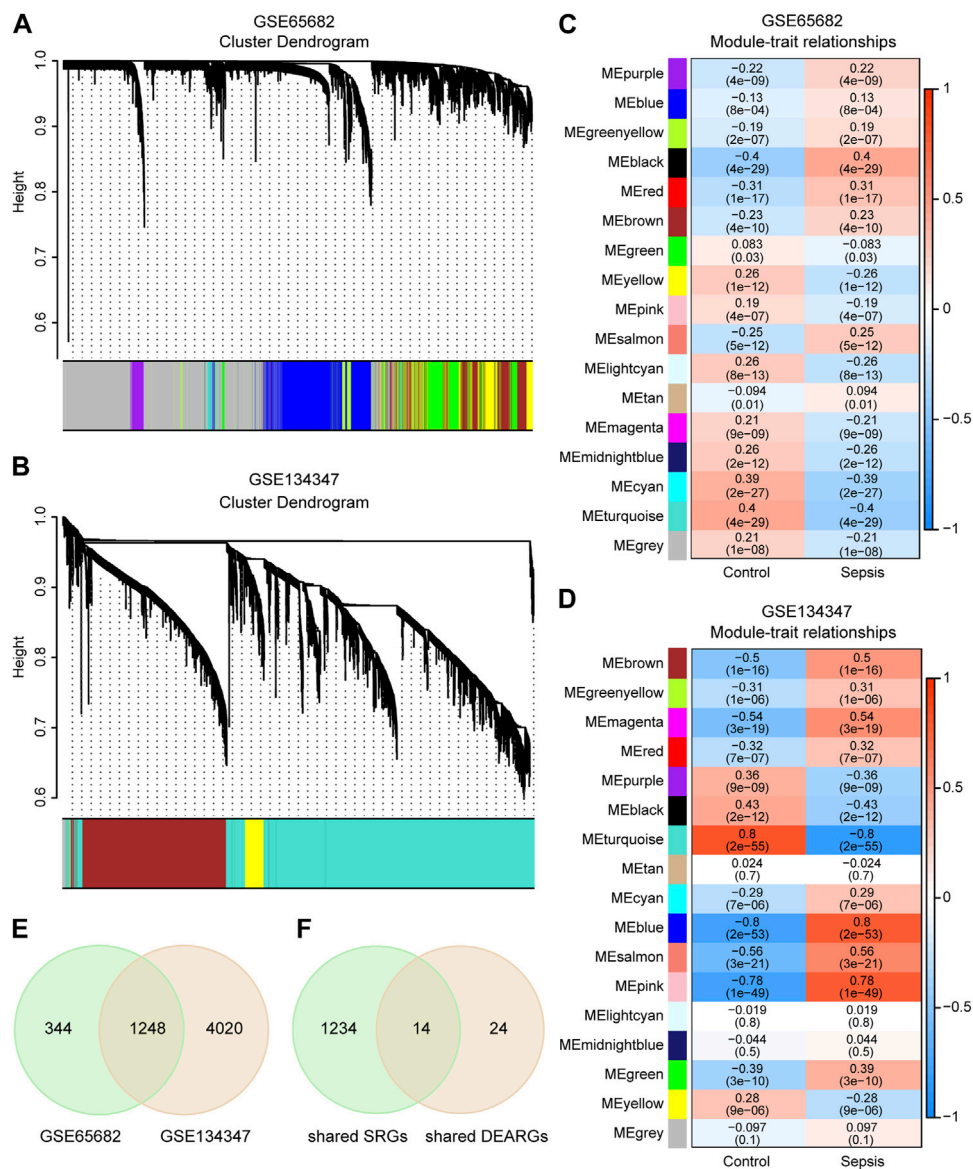 A
GSE65682
Cluster Dendrogram
Height
1.0
0.9
0.8
0.7
0.6
B
GSE134347
Cluster Dendrogram
Height
1.0
0.9
0.8
0.7
0.6
C
GSE65682
Module-trait relationships
MEpurple −0.22 0.22
(4e−09) (4e−09)
MEblue −0.13 0.13
(8e−04) (8e−04)
MEgreenyellow −0.19 0.19
(2e−07) (2e−07)
MEblack −0.4 0.4
(4e−29) (4e−29)
MEred −0.31 0.31
(1e−17) (1e−17)
MEbrown −0.23 0.23
(4e−10) (4e−10)
MEgreen 0.083 −0.083
(0.03) (0.03)
MEyellow 0.26 −0.26
(1e−12) (1e−12)
MEpink 0.19 −0.19
(4e−07) (4e−07)
MEsalmon −0.25 0.25
(5e−12) (5e−12)
MElightcyan 0.26 −0.26
(8e−13) (8e−13)
MEtan −0.094 0.094
(0.01) (0.01)
MEmagenta 0.21 −0.21
(9e−09) (9e−09)
MEmidnightblue 0.26 −0.26
(2e−12) (2e−12)
MEcyan 0.39 −0.39
(2e−27) (2e−27)
MEturquoise 0.4 −0.4
(4e−29) (4e−29)
MEgrey 0.21 −0.21
(1e−08) (1e−08)
Control Sepsis
1
0.5
0
−0.5
−1
D
GSE134347
Module-trait relationships
MEbrown −0.5 0.5
(1e−16) (1e−16)
MEgreenyellow −0.31 0.31
(1e−06) (1e−06)
MEmagenta −0.54 0.54
(3e−19) (3e−19)
MEred −0.32 0.32
(7e−07) (7e−07)
MEpurple 0.36 −0.36
(9e−09) (9e−09)
MEblack 0.43 −0.43
(2e−12) (2e−12)
MEturquoise 0.8 −0.8
(2e−55) (2e−55)
MEtan 0.024 −0.024
(0.7) (0.7)
MEcyan −0.29 0.29
(7e−06) (7e−06)
MEblue −0.8 0.8
(2e−53) (2e−53)
MEsalmon −0.56 0.56
(3e−21) (3e−21)
MEpink −0.78 0.78
(1e−49) (1e−49)
MElightcyan −0.019 0.019
(0.8) (0.8)
MEmidnightblue −0.044 0.044
(0.5) (0.5)
MEgreen −0.39 0.39
(3e−10) (3e−10)
MEyellow 0.28 −0.28
(9e−06) (9e−06)
MEgrey −0.097 0.097
(0.1) (0.1)
Control Sepsis
1
0.5
0
−0.5
−1
E
344 1248 4020
GSE65682 GSE134347
F
1234 14 24
shared SRGs shared DEARGs